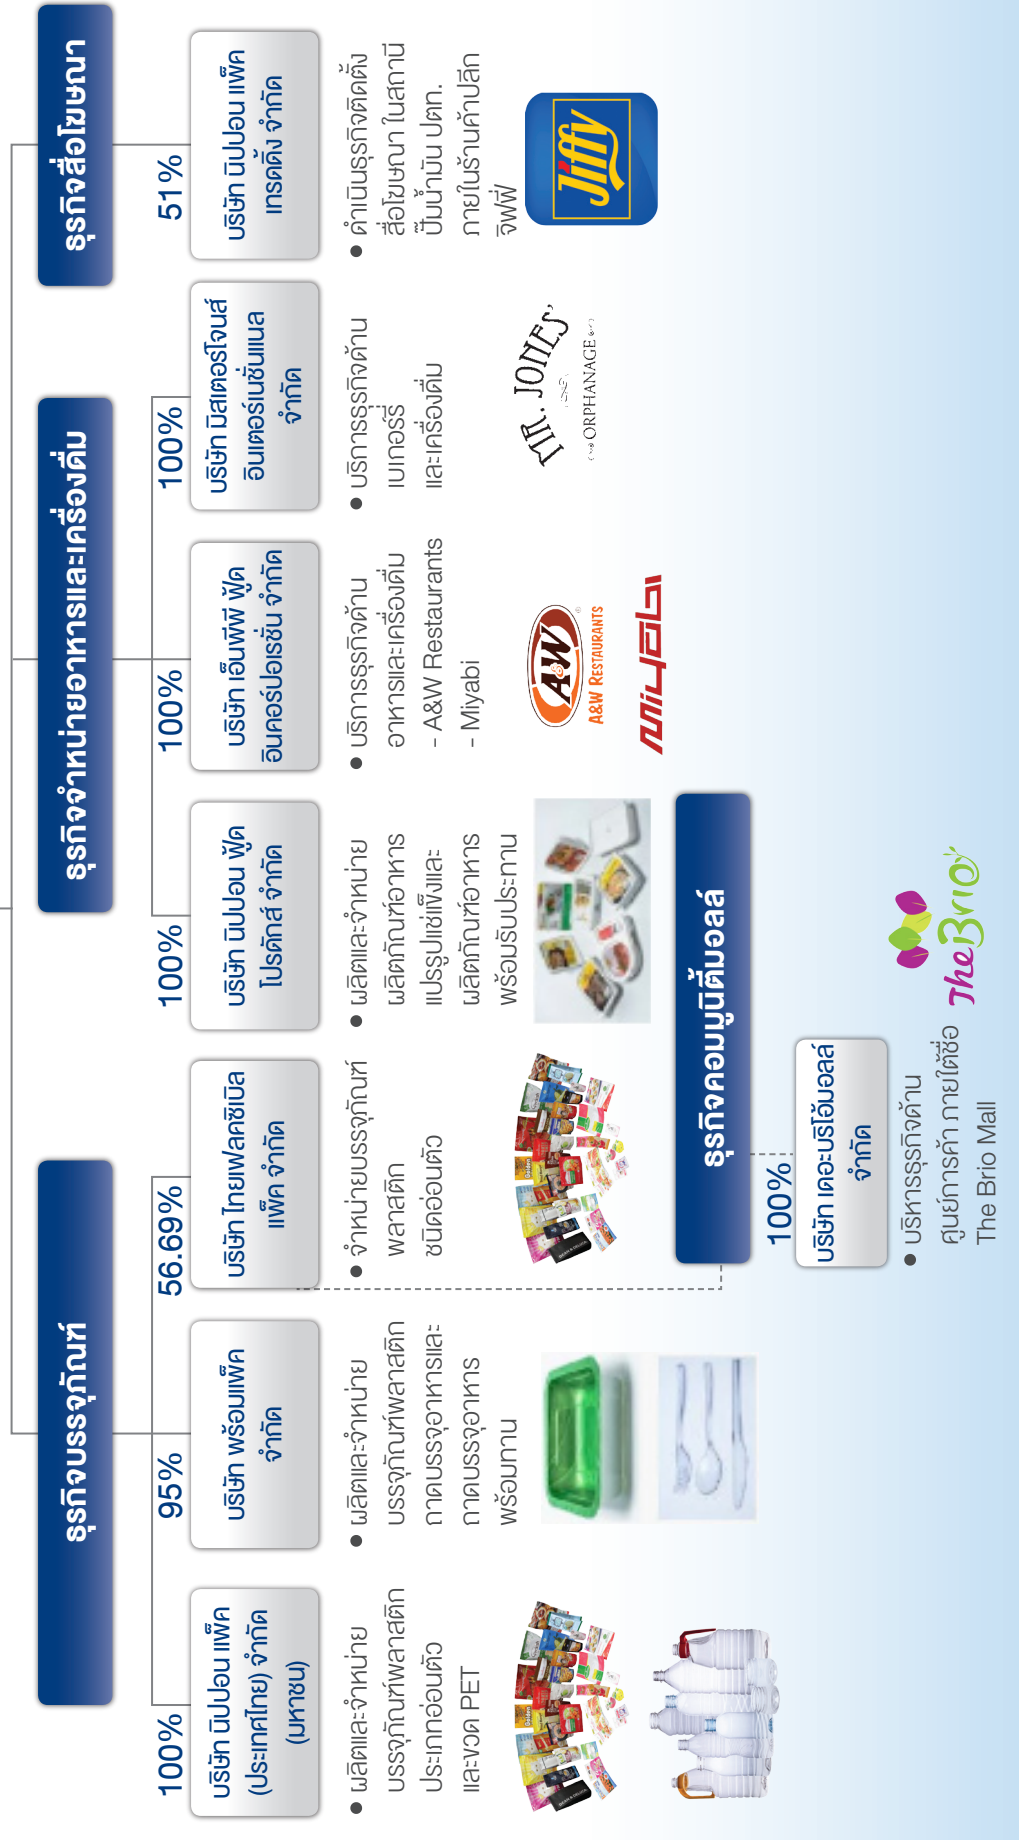 ธุรกิจบรรจุภัณฑ์
100%
บริษัท นิปปอน แพ็ค
(ประเทศไทย) จำกัด
(มหาชน)
● ผลิตและจำหน่าย
บรรจุภัณฑ์พลาสติก
ประเภทอ่อนตัว
และขวด PET
95%
บริษัท พร้อมแพ็ค
จำกัด
● ผลิตและจำหน่าย
บรรจุภัณฑ์พลาสติก
ถาดบรรจุอาหารและ
ถาดบรรจุอาหาร
พร้อมทาน
56.69%
บริษัท ไทยเฟลคซิเบิล
แพ็ค จำกัด
● จำหน่ายบรรจุภัณฑ์
พลาสติก
ชนิดอ่อนตัว
ธุรกิจจำหน่ายอาหารและเครื่องดื่ม
100%
บริษัท นิปปอน ฟู้ด
โปรดักส์ จำกัด
● ผลิตและจำหน่าย
ผลิตภัณฑ์อาหาร
แปรรูปแช่แข็งและ
ผลิตภัณฑ์อาหาร
พร้อมรับประทาน
100%
บริษัท เอ็นพีพี ฟู้ด
อินคอร์ปอเรชั่น จำกัด
● บริการธุรกิจด้าน
อาหารและเครื่องดื่ม
- A&W Restaurants
- Miyabi
A&W
®
A&W RESTAURANTS
Miyabi
100%
บริษัท มิสเตอร์โจนส์
อินเตอร์เนชั่นแนล
จำกัด
● บริการธุรกิจด้าน
เบเกอร์รี่
และเครื่องดื่ม
MR. JONES'
ORPHANAGE
ธุรกิจสื่อโฆษณา
51%
บริษัท นิปปอน แพ็ค
เทรดดิ้ง จำกัด
● ดำเนินธุรกิจติดตั้ง
สื่อโฆษณา ในสถานี
ปั๊มน้ำมัน ปตท.
ภายในร้านค้าปลีก
จิฟฟี่
Jiffy
ธุรกิจคอมมูนิตี้มอลล์
100%
บริษัท เดอะบริโอ้มอลล์
จำกัด
● บริหารธุรกิจด้าน
ศูนย์การค้า ภายใต้ชื่อ
The Brio Mall
The Brio